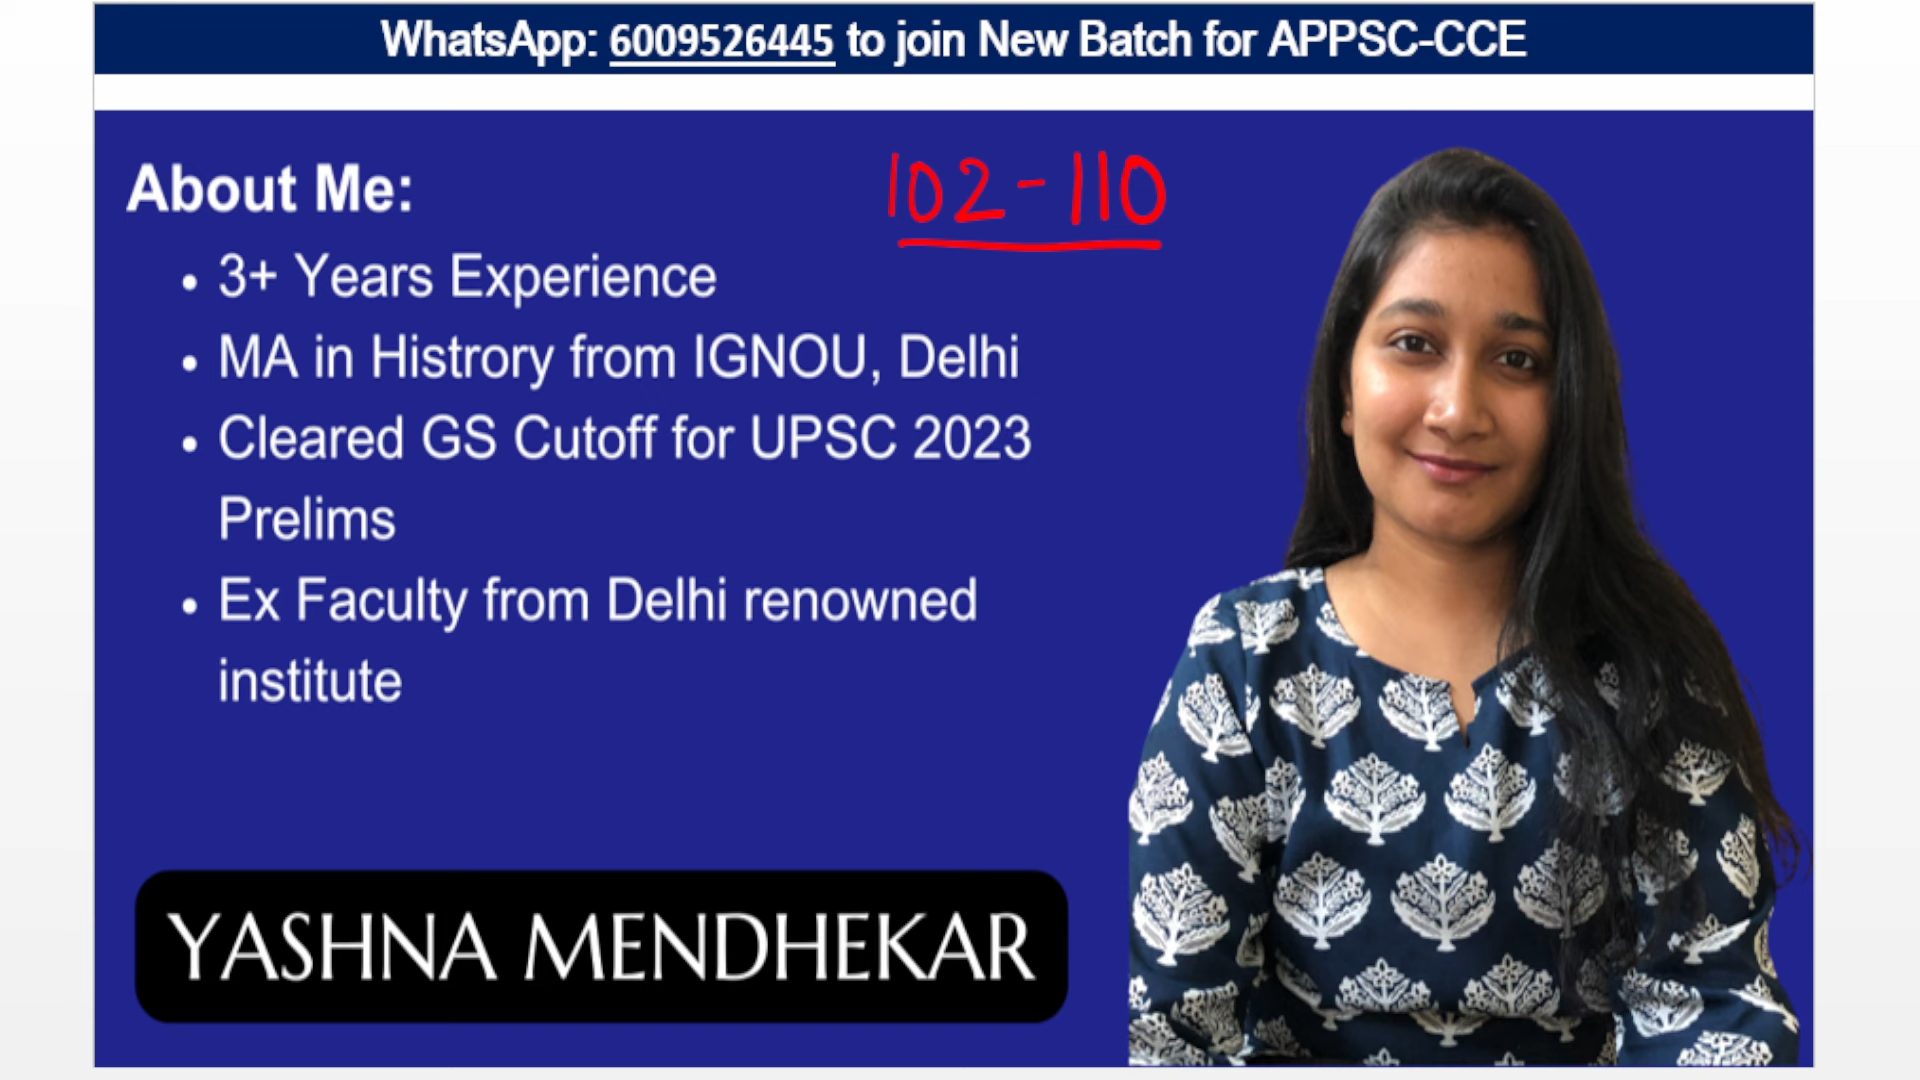 WhatsApp: 6009526445 to join New Batch for APPSC-CCE
About Me:
102-110
• 3+ Years Experience
• MA in Histrory from IGNOU, Delhi
• Cleared GS Cutoff for UPSC 2023
Prelims
• Ex Faculty from Delhi renowned
institute
YASHNA MENDHEKAR